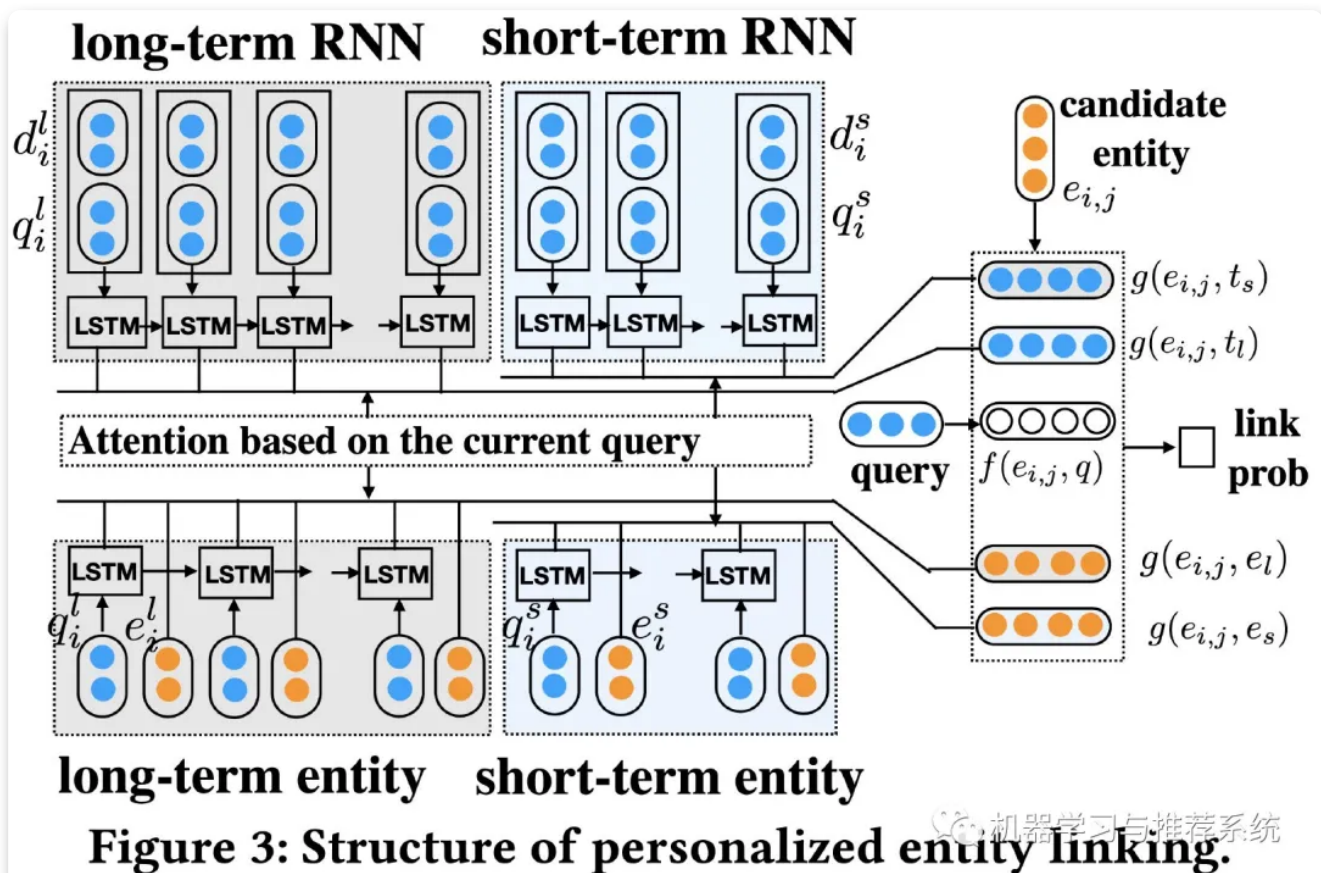 long-term RNN short-term RNN
d_i^l
q_i^l
d_i^s
q_i^s
LSTM LSTM LSTM LSTM
LSTM LSTM LSTM
candidate
entity
e_{i,j}
g(e_{i,j}, t_s)
g(e_{i,j}, t_l)
Attention based on the current query
query
f(e_{i,j}, q)
link
prob
LSTM LSTM LSTM
LSTM LSTM
q_i^l e_i^l
q_i^s e_i^s
g(e_{i,j}, e_l)
g(e_{i,j}, e_s)
long-term entity short-term entity
机器学习与推荐系统
Figure 3: Structure of personalized entity linking.